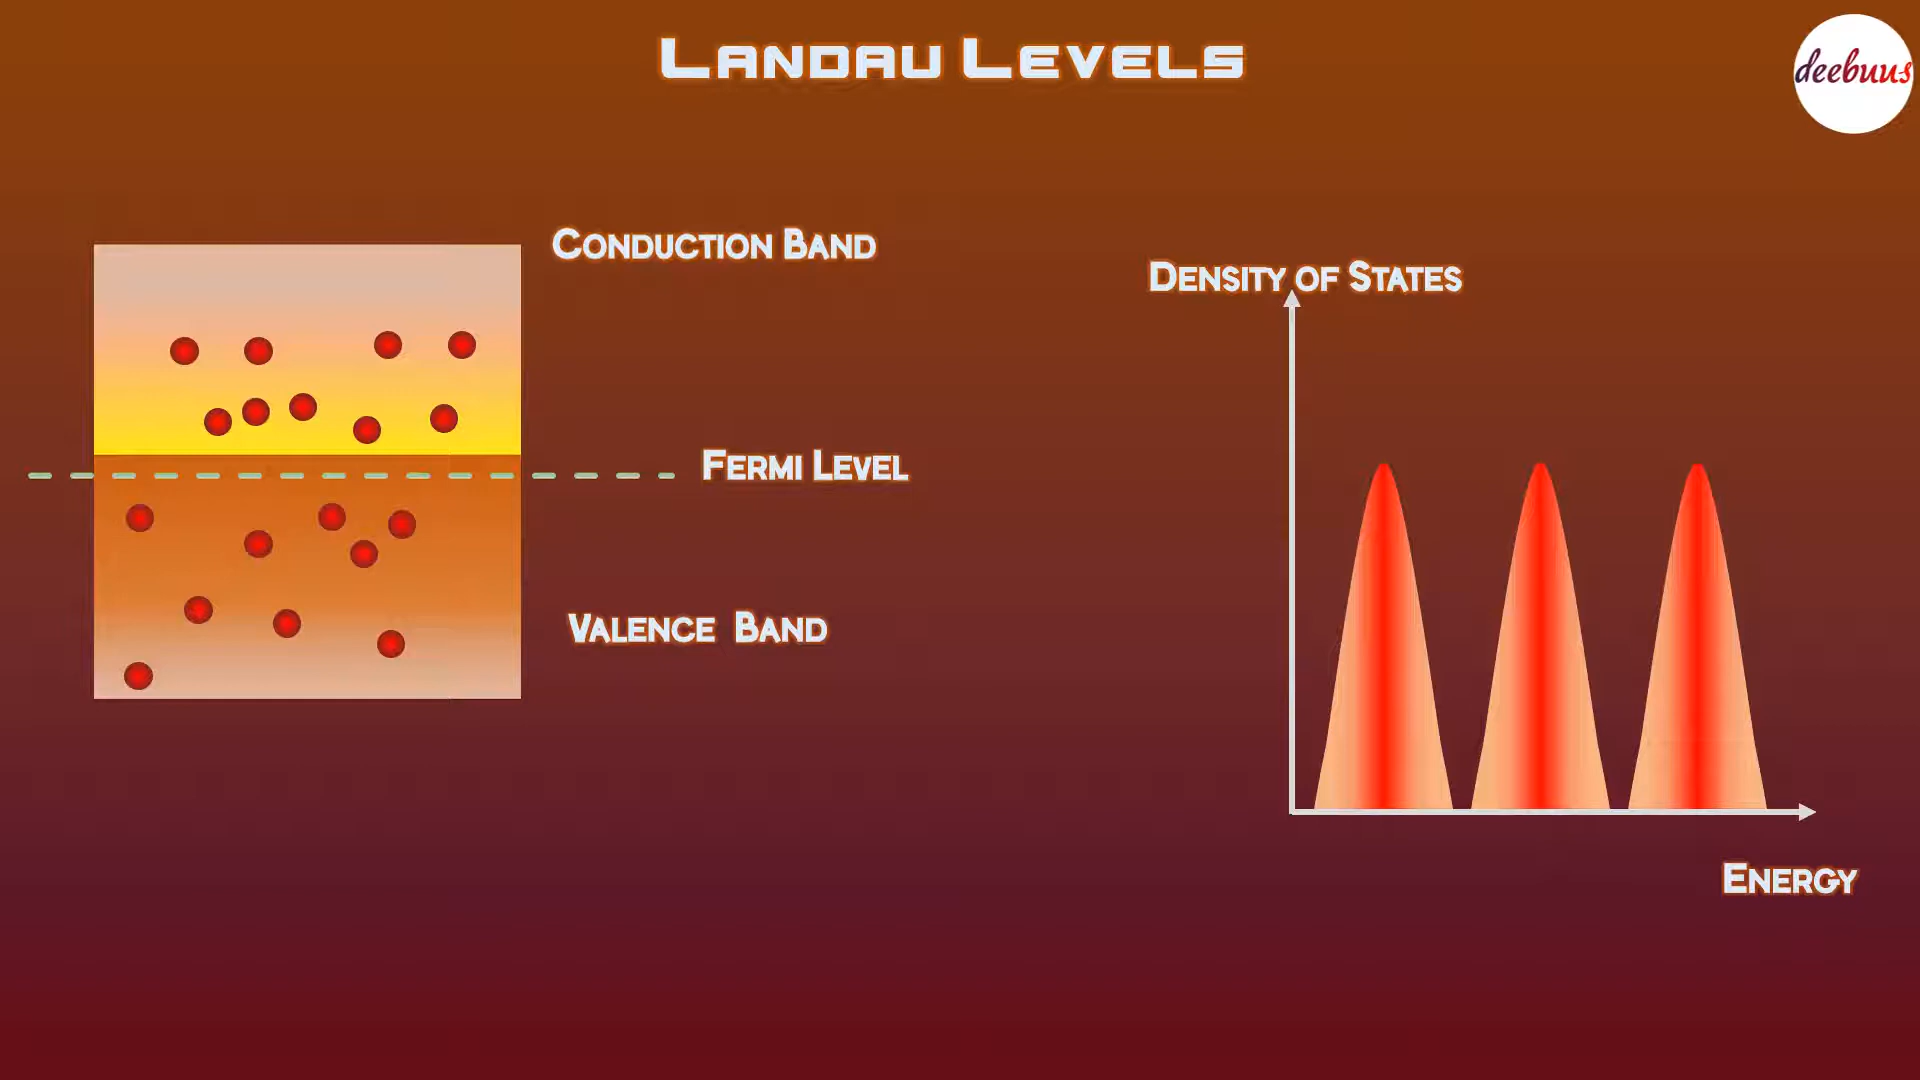 Landau Levels
deebuus
Conduction Band
Density of States
Fermi Level
Valence Band
Energy